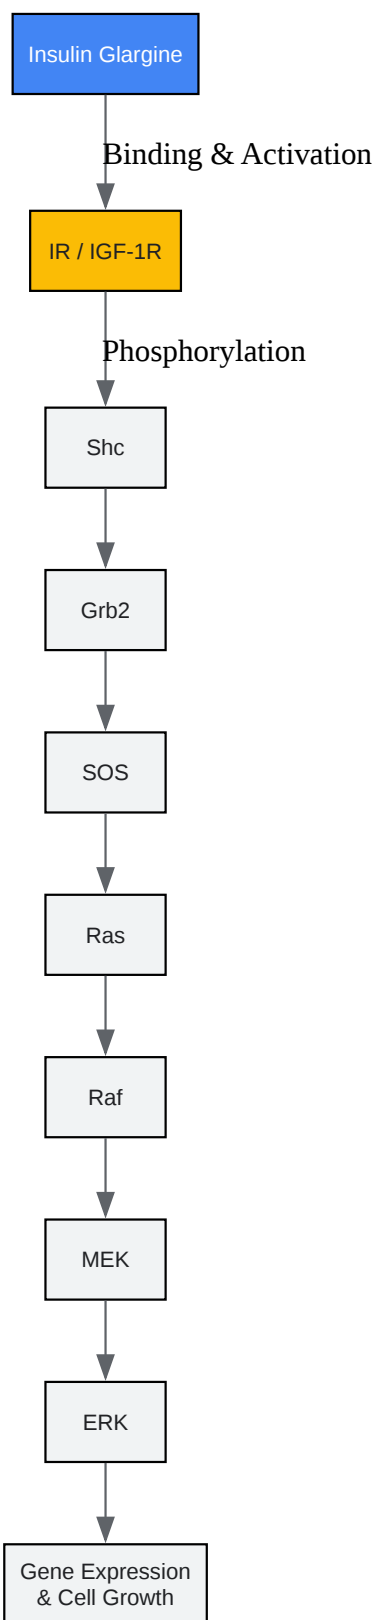 Insulin Glargine
Binding & Activation
IR / IGF-1R
Phosphorylation
Shc
Grb2
SOS
Ras
Raf
MEK
ERK
Gene Expression
& Cell Growth